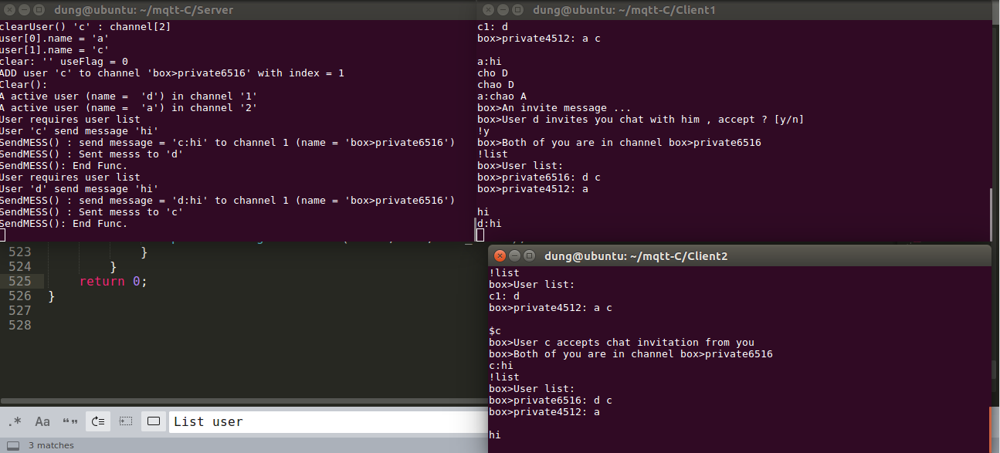 dung@ubuntu: ~/mqtt-C/Server
clearUser() 'c' : channel[2]
user[0].name = 'a'
user[1].name = 'c'
clear: '' useFlag = 0
ADD user 'c' to channel 'box>private6516' with index = 1
Clear():
A active user (name =  'd') in channel '1'
A active user (name =  'a') in channel '2'
User requires user list
User 'c' send message 'hi'
SendMESS() : send message = 'c:hi' to channel 1 (name = 'box>private6516')
SendMESS() : Sent messs to 'd'
SendMESS(): End Func.
User requires user list
User 'd' send message 'hi'
SendMESS() : send message = 'd:hi' to channel 1 (name = 'box>private6516')
SendMESS() : Sent messs to 'c'
SendMESS(): End Func.
dung@ubuntu: ~/mqtt-C/Client1
c1: d
box>private4512: a c
a:hi
cho D
chao D
a:chao A
box>An invite message ...
box>User d invites you chat with him , accept ? [y/n]
!y
box>Both of you are in channel box>private6516
!list
box>User list:
box>private6516: d c
box>private4512: a
hi
d:hi
523 }
524 }
525 return 0;
526 }
527
528
dung@ubuntu: ~/mqtt-C/Client2
!list
box>User list:
c1: d
box>private4512: a c
$c
box>User c accepts chat invitation from you
box>Both of you are in channel box>private6516
c:hi
!list
box>User list:
box>private6516: d c
box>private4512: a
hi
.* Aa “” List user
3 matches